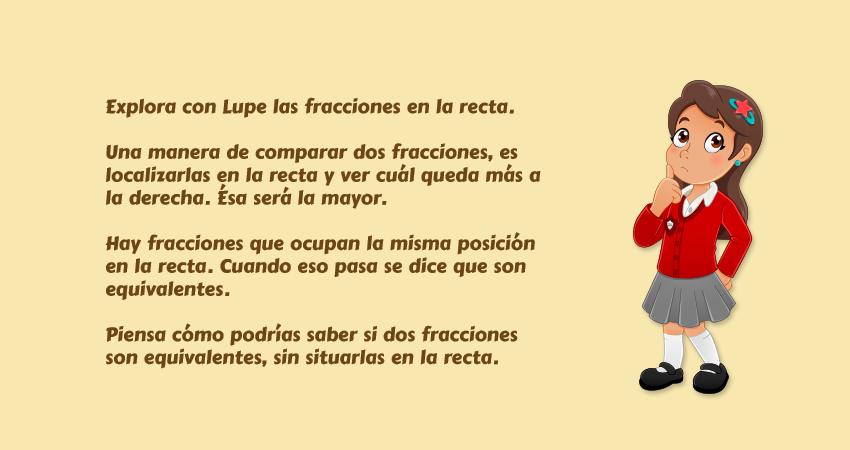 Explora con Lupe las fracciones en la recta.
Una manera de comparar dos fracciones, es
localizarlas en la recta y ver cuál queda más a
la derecha. Ésa será la mayor.
Hay fracciones que ocupan la misma posición
en la recta. Cuando eso pasa se dice que son
equivalentes.
Piensa cómo podrías saber si dos fracciones
son equivalentes, sin situarlas en la recta.